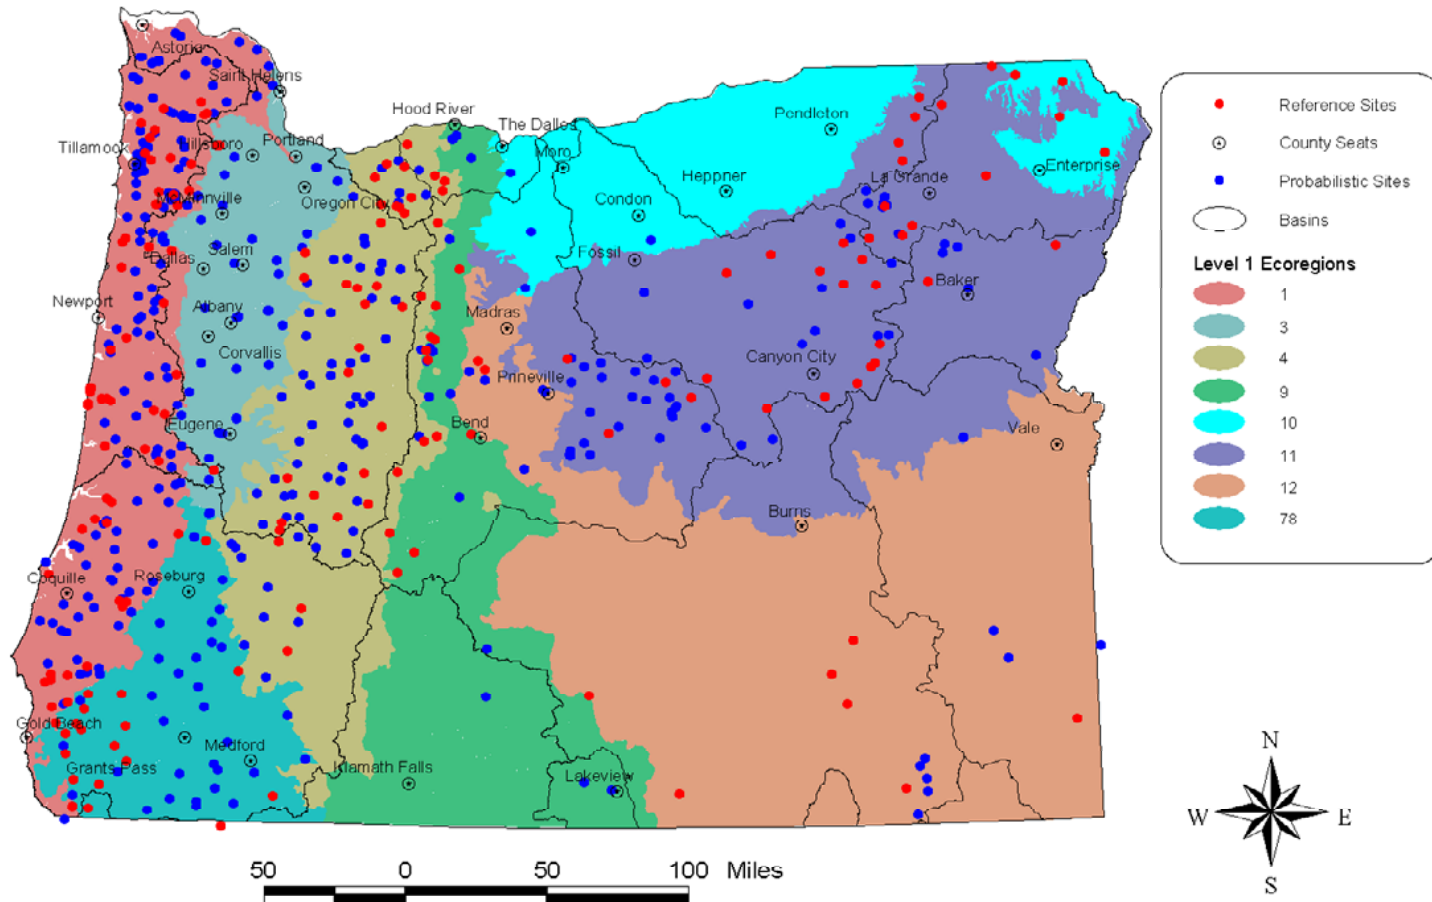 Astoria
Saint Helens
Hood River
The Dalles
Pendleton
Hillsboro
Portland
Tillamook
Moro
Enterprise
La Grande
Heppner
McMinnville
Oregon City
Condon
Dallas
Salem
Fossil
Baker
Newport
Albany
Madras
Corvallis
Canyon City
Prineville
Eugene
Bend
Vale
Burns
Coquille
Roseburg
Gold Beach
Medford
Grants Pass
Klamath Falls
Lakeview
Reference Sites
County Seats
Probabilistic Sites
Basins
Level 1 Ecoregions
1
3
4
9
10
11
12
78
N
W E
S
50 0 50 100 Miles